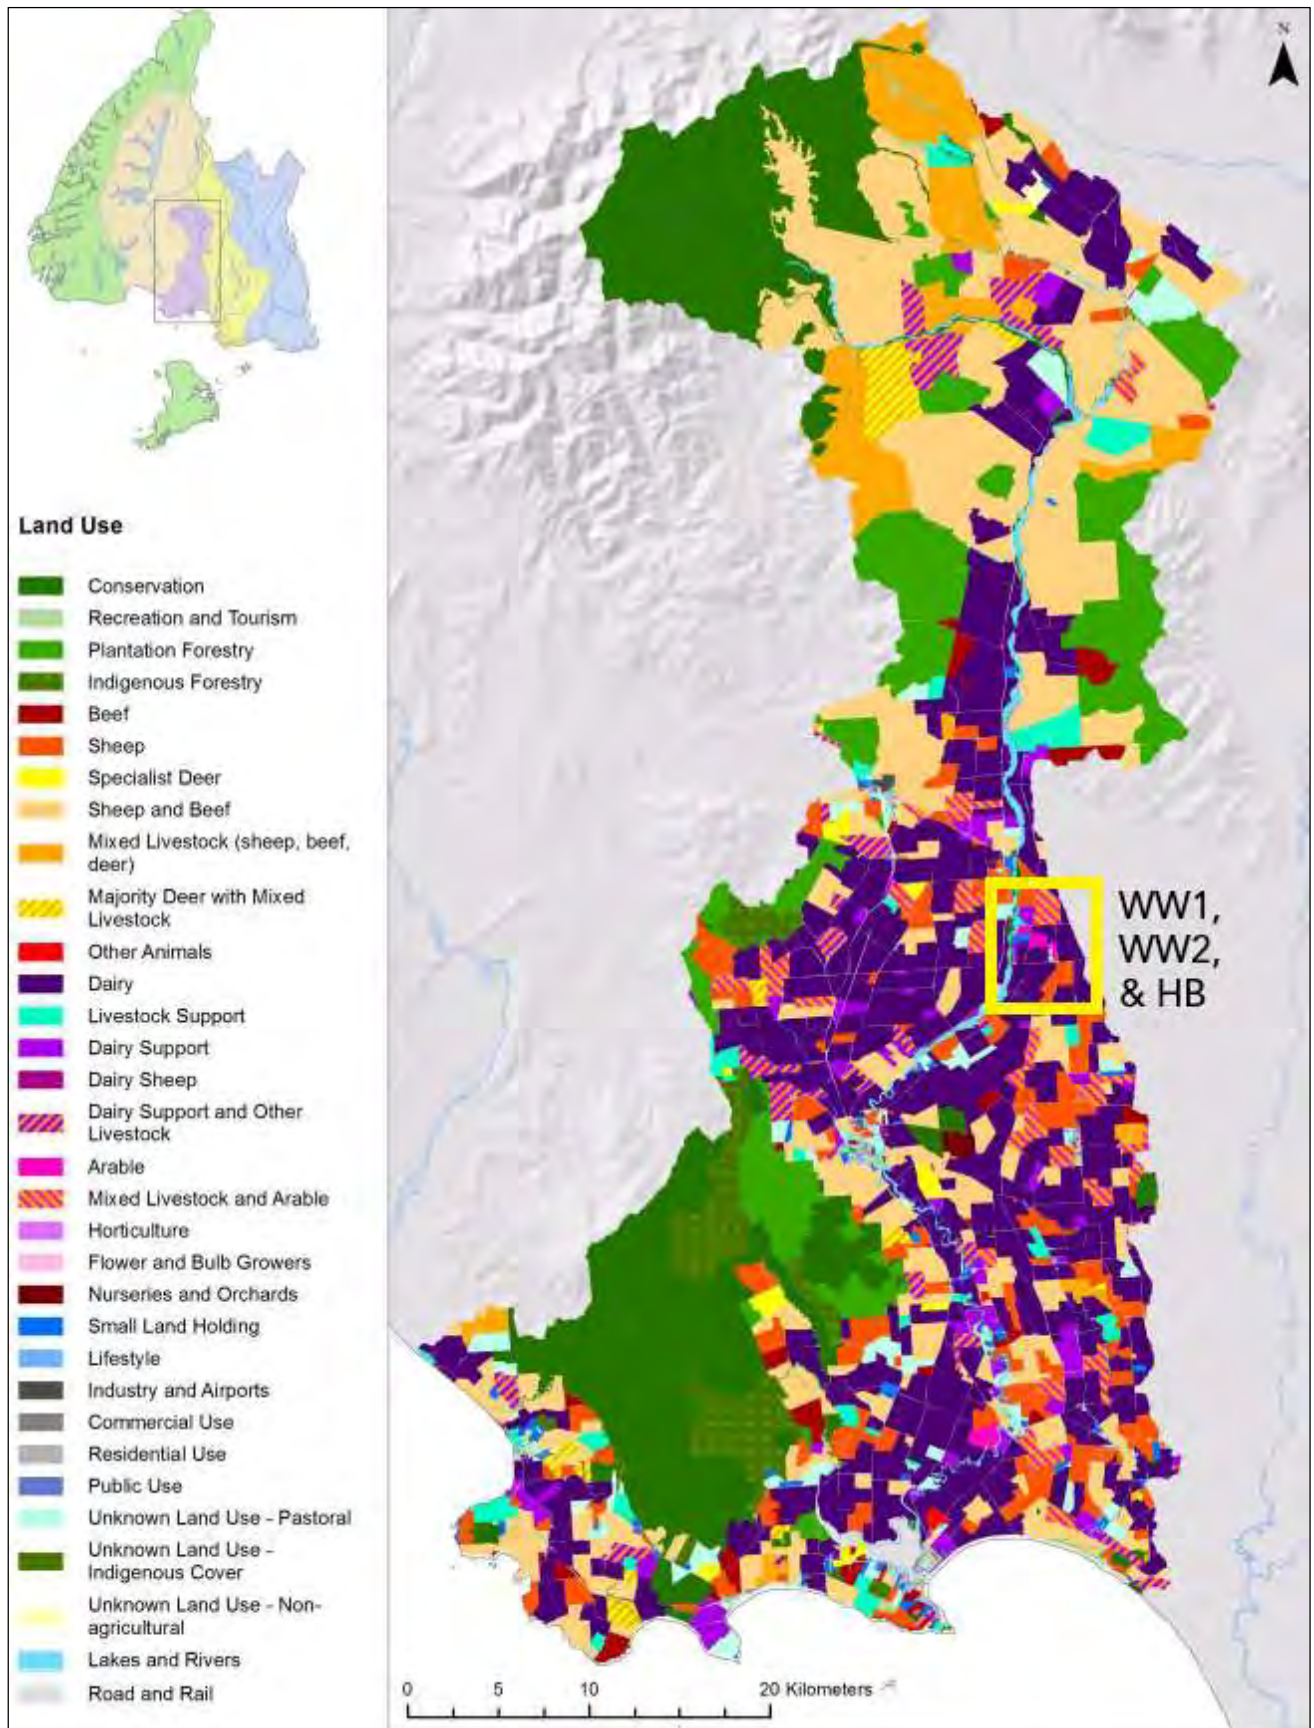 N
Land Use
Conservation
Recreation and Tourism
Plantation Forestry
Indigenous Forestry
Beef
Sheep
Specialist Deer
Sheep and Beef
Mixed Livestock (sheep, beef,
deer)
Majority Deer with Mixed
Livestock
Other Animals
Dairy
Livestock Support
Dairy Support
Dairy Sheep
Dairy Support and Other
Livestock
Arable
Mixed Livestock and Arable
Horticulture
Flower and Bulb Growers
Nurseries and Orchards
Small Land Holding
Lifestyle
Industry and Airports
Commercial Use
Residential Use
Public Use
Unknown Land Use - Pastoral
Unknown Land Use -
Indigenous Cover
Unknown Land Use - Non-
agricultural
Lakes and Rivers
Road and Rail
WW1,
WW2,
& HB
0 5 10 20 Kilometers